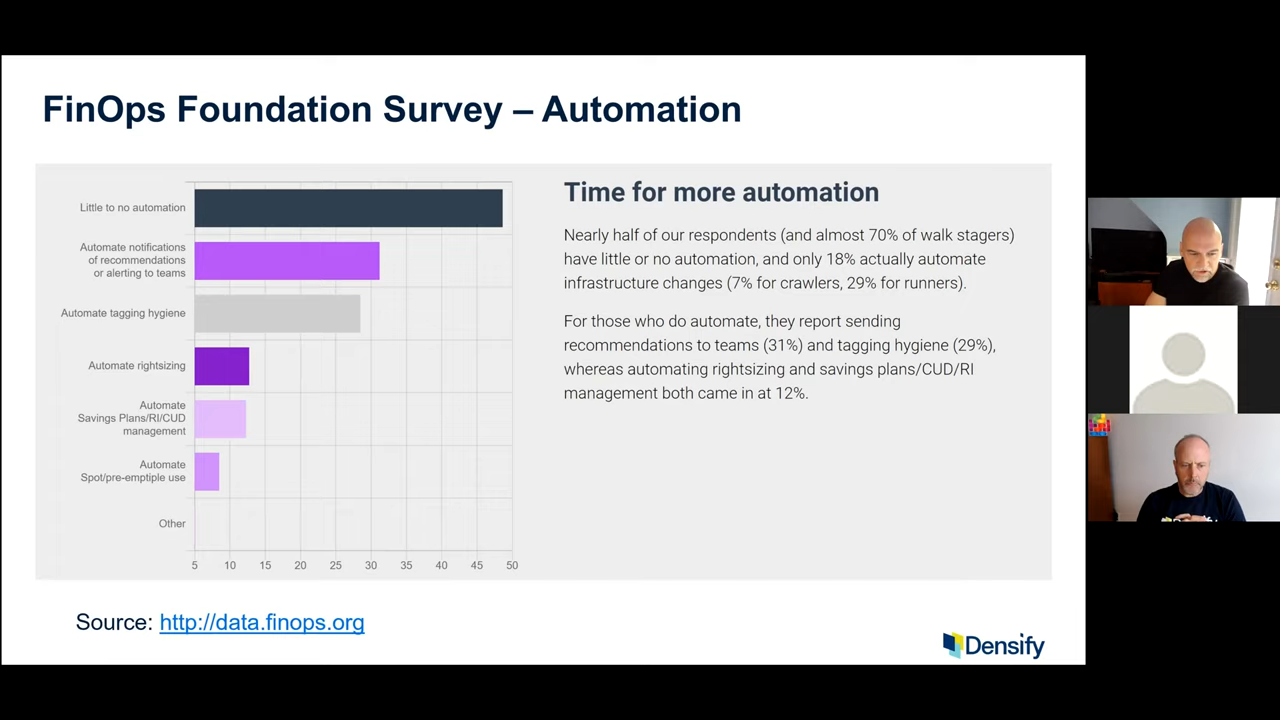 FinOps Foundation Survey – Automation
Little to no automation
Automate notifications
of recommendations
or alerting to teams
Automate tagging hygiene
Automate rightsizing
Automate
Savings Plans/RI/CUD
management
Automate
Spot/pre-emptiple use
Other
5 10 15 20 25 30 35 40 45 50
Time for more automation
Nearly half of our respondents (and almost 70% of walk stagers)
have little or no automation, and only 18% actually automate
infrastructure changes (7% for crawlers, 29% for runners).
For those who do automate, they report sending
recommendations to teams (31%) and tagging hygiene (29%),
whereas automating rightsizing and savings plans/CUD/RI
management both came in at 12%.
Source: http://data.finops.org
Densify